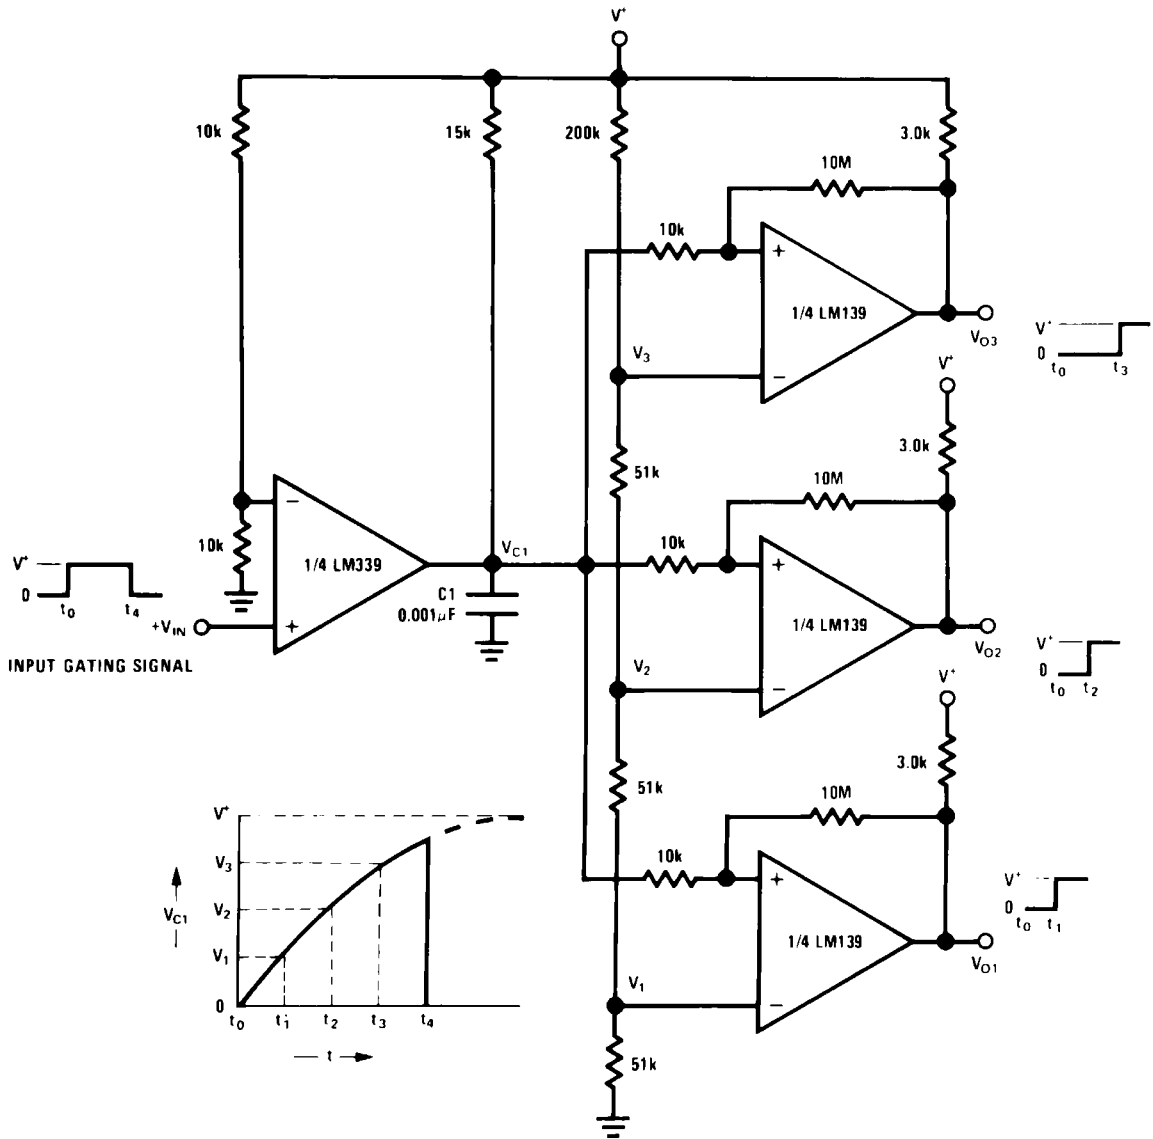 V⁺
10k
15k
200k
3.0k
10M
10k
+
1/4 LM139
−
V₃
V_O3
V⁺
0
t₀ t₃
V⁺
3.0k
51k
10M
10k
−
10k
1/4 LM339
V_C1
C1
0.001µF
+
1/4 LM139
−
V⁺
0
t₀ t₄
+V_IN
+
INPUT GATING SIGNAL
V₂
V_O2
V⁺
0
t₀ t₂
V⁺
3.0k
51k
10M
10k
+
1/4 LM139
−
V₁
V_O1
V⁺
0
t₀ t₁
51k
V⁺
V₃
V₂
V₁
0
V_C1
t₀ t₁ t₂ t₃ t₄
t